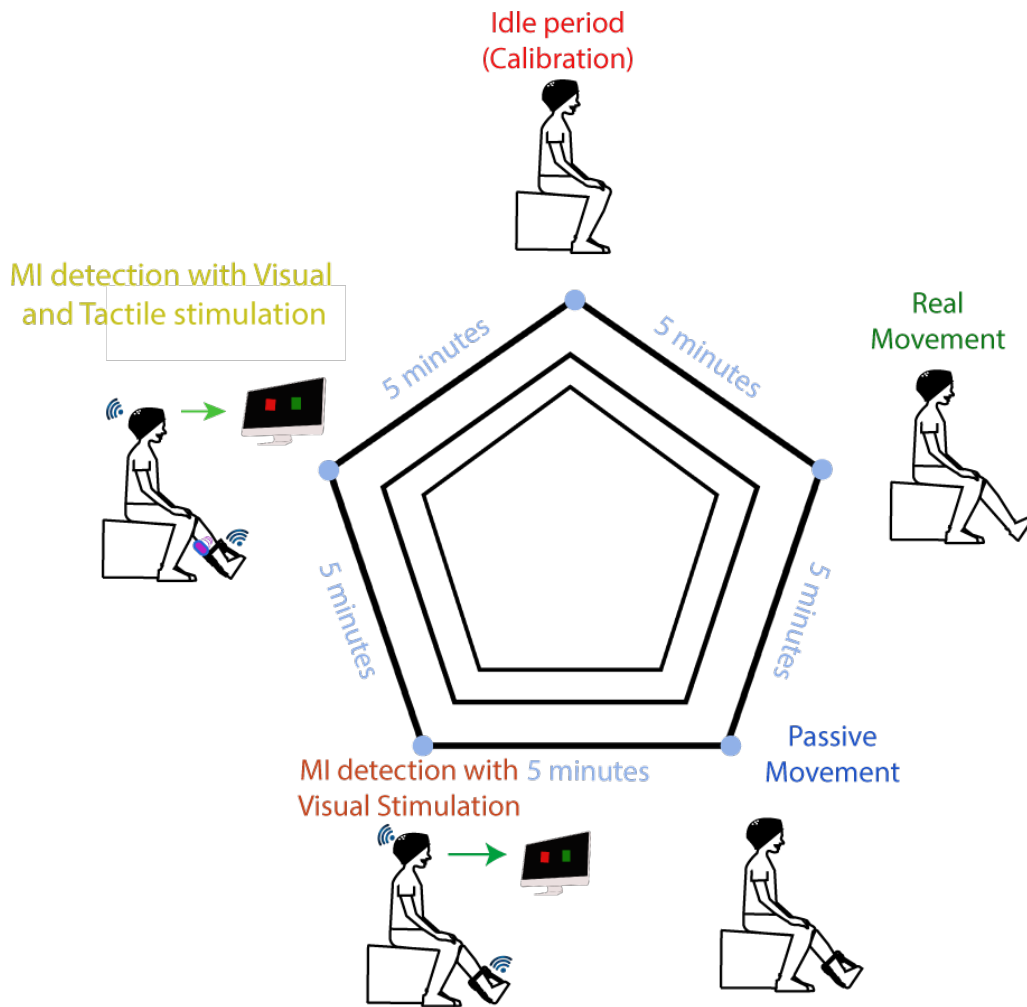 Idle period
(Calibration)
MI detection with Visual
and Tactile stimulation
5 minutes
5 minutes
Real
Movement
5 minutes
5 minutes
Passive
Movement
MI detection with
Visual Stimulation
5 minutes